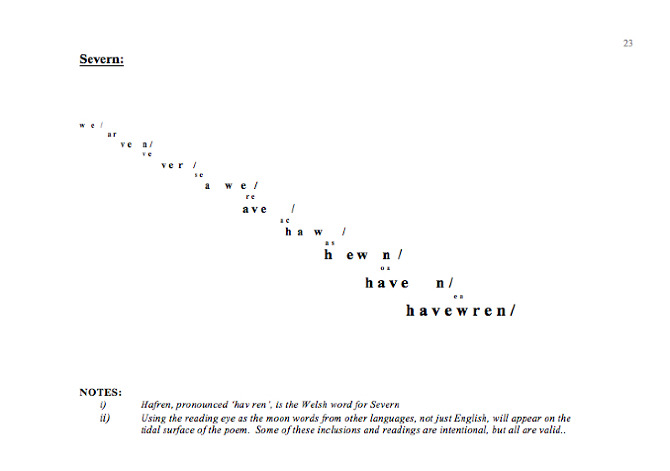 23
Severn:
w e /
ar
ve n/
ve
ver /
se
a w e /
re
ave /
ae
h a w /
as
h ew n /
os
have n/
ea
havewren/
NOTES:
i) Hafren, pronounced 'hav ren', is the Welsh word for Severn
ii) Using the reading eye as the moon words from other languages, not just English, will appear on the
tidal surface of the poem. Some of these inclusions and readings are intentional, but all are valid..